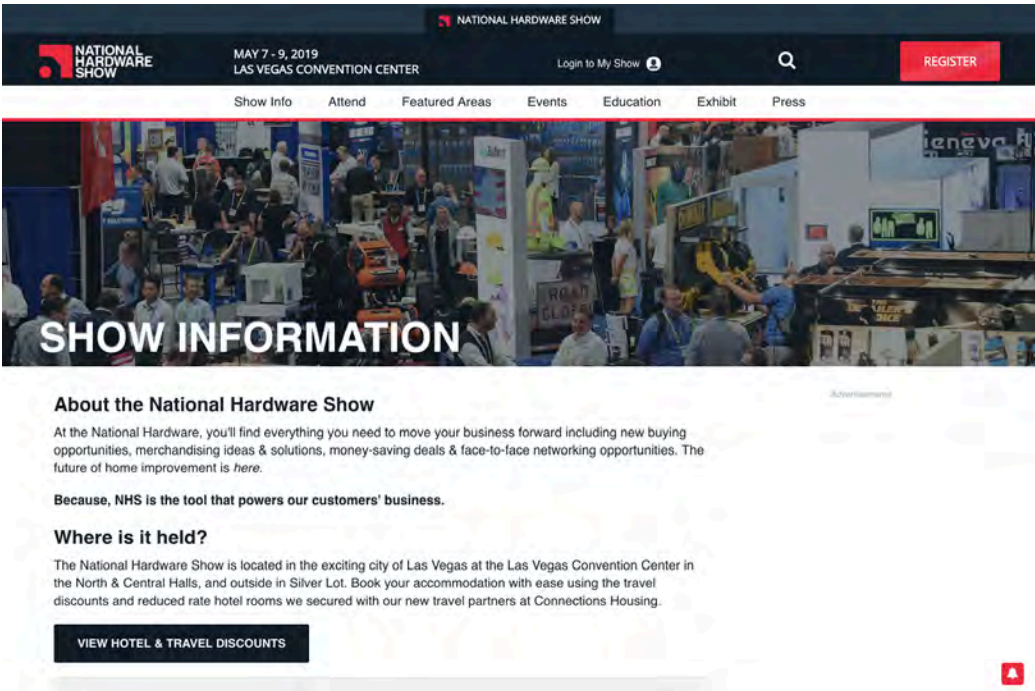 NATIONAL HARDWARE SHOW
NATIONAL
HARDWARE
SHOW
MAY 7 - 9, 2019
LAS VEGAS CONVENTION CENTER
Login to My Show
REGISTER
Show Info Attend Featured Areas Events Education Exhibit Press
ROAD
CLOSED
SHOW INFORMATION
About the National Hardware Show
Advertisement
At the National Hardware, you'll find everything you need to move your business forward including new buying
opportunities, merchandising ideas & solutions, money-saving deals & face-to-face networking opportunities. The
future of home improvement is here.
Because, NHS is the tool that powers our customers' business.
Where is it held?
The National Hardware Show is located in the exciting city of Las Vegas at the Las Vegas Convention Center in
the North & Central Halls, and outside in Silver Lot. Book your accommodation with ease using the travel
discounts and reduced rate hotel rooms we secured with our new travel partners at Connections Housing.
VIEW HOTEL & TRAVEL DISCOUNTS